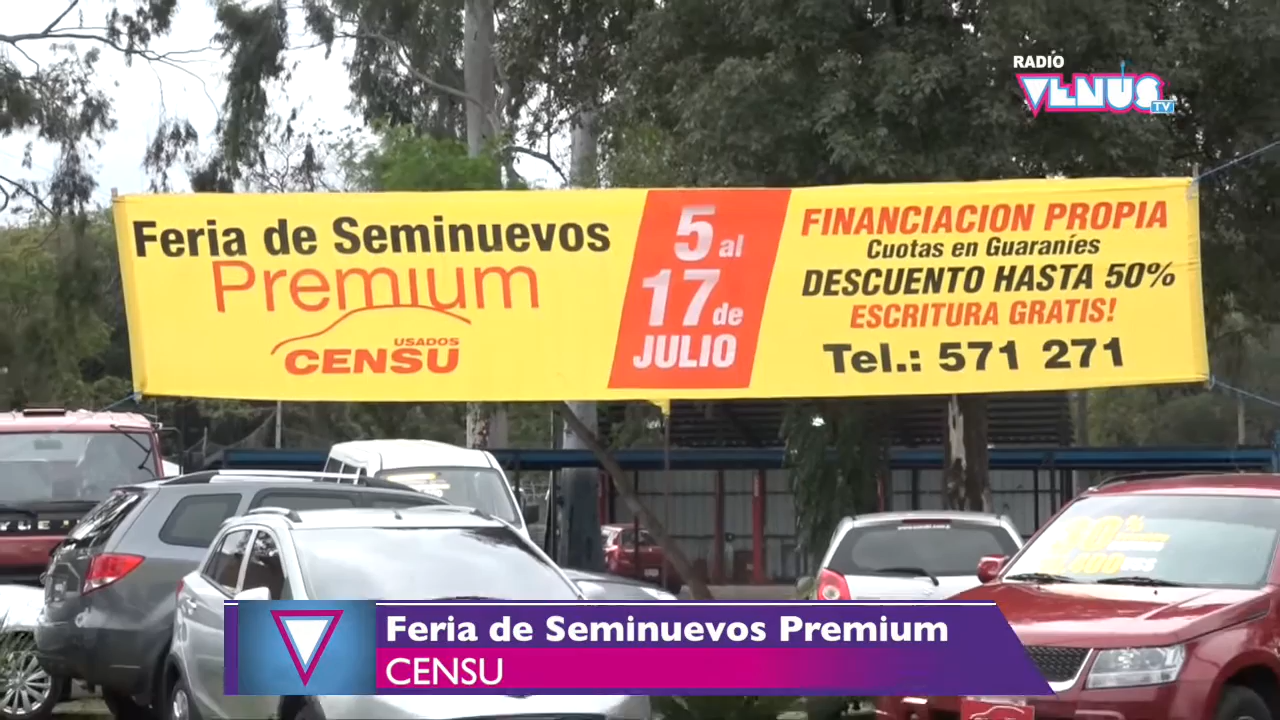 RADIO
VENUS
TV
Feria de Seminuevos
Premium
USADOS
CENSU
5 al
17 de
JULIO
FINANCIACION PROPIA
Cuotas en Guaraníes
DESCUENTO HASTA 50%
ESCRITURA GRATIS!
Tel.: 571 271
Feria de Seminuevos Premium
CENSU
CENSU